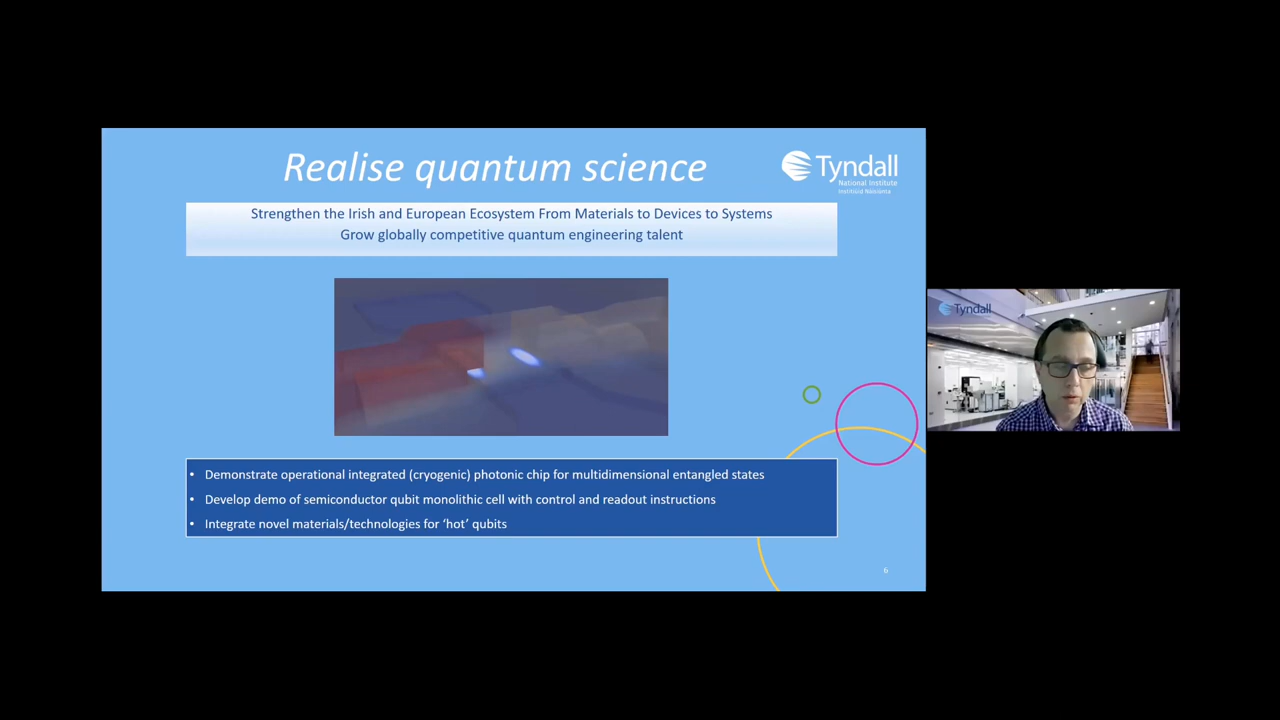 Realise quantum science
Tyndall
National Institute
Institiúid Náisiúnta
Strengthen the Irish and European Ecosystem From Materials to Devices to Systems
Grow globally competitive quantum engineering talent
Tyndall
• Demonstrate operational integrated (cryogenic) photonic chip for multidimensional entangled states
• Develop demo of semiconductor qubit monolithic cell with control and readout instructions
• Integrate novel materials/technologies for ‘hot’ qubits
6